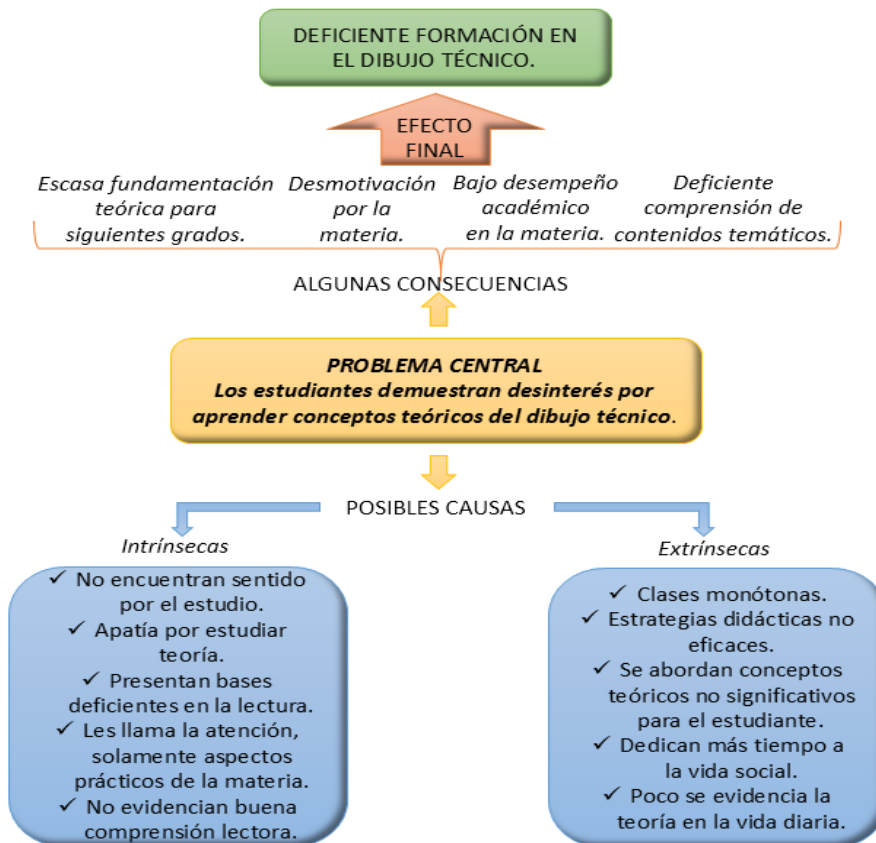 DEFICIENTE FORMACIÓN EN
EL DIBUJO TÉCNICO.
EFECTO
FINAL
Escasa fundamentación
teórica para
siguientes grados.
Desmotivación
por la
materia.
Bajo desempeño
académico
en la materia.
Deficiente
comprensión de
contenidos temáticos.
ALGUNAS CONSECUENCIAS
PROBLEMA CENTRAL
Los estudiantes demuestran desinterés por
aprender conceptos teóricos del dibujo técnico.
POSIBLES CAUSAS
Intrínsecas
✓ No encuentran sentido
por el estudio.
✓ Apatía por estudiar
teoría.
✓ Presentan bases
deficientes en la lectura.
✓ Les llama la atención,
solamente aspectos
prácticos de la materia.
✓ No evidencian buena
comprensión lectora.
Extrínsecas
✓ Clases monótonas.
✓ Estrategias didácticas no
eficaces.
✓ Se abordan conceptos
teóricos no significativos
para el estudiante.
✓ Dedican más tiempo a
la vida social.
✓ Poco se evidencia la
teoría en la vida diaria.